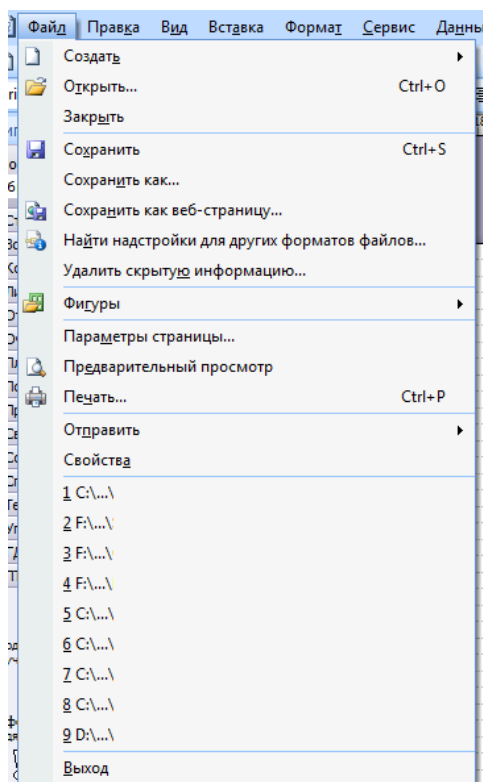 Файл Правка Вид Вставка Формат Сервис
Создать
Открыть... Ctrl+O
Закрыть
Сохранить Ctrl+S
Сохранить как...
Сохранить как веб-страницу...
Найти надстройки для других форматов файлов...
Удалить скрытую информацию...
Фигуры
Параметры страницы...
Предварительный просмотр
Печать... Ctrl+P
Отправить
Свойства
1 C:\...\
2 F:\...\
3 F:\...\
4 F:\...\
5 C:\...\
6 C:\...\
7 C:\...\
8 C:\...\
9 D:\...\
Выход